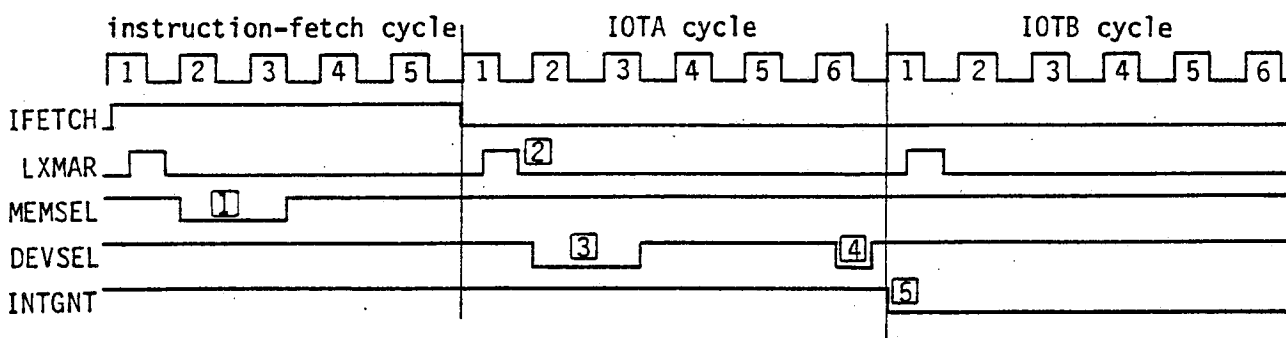 instruction-fetch cycle IOTA cycle IOTB cycle
1 2 3 4 5 1 2 3 4 5 6 1 2 3 4 5 6
IFETCH
LXMAR 2
MEMSEL 1
DEVSEL 3 4
INTGNT 5